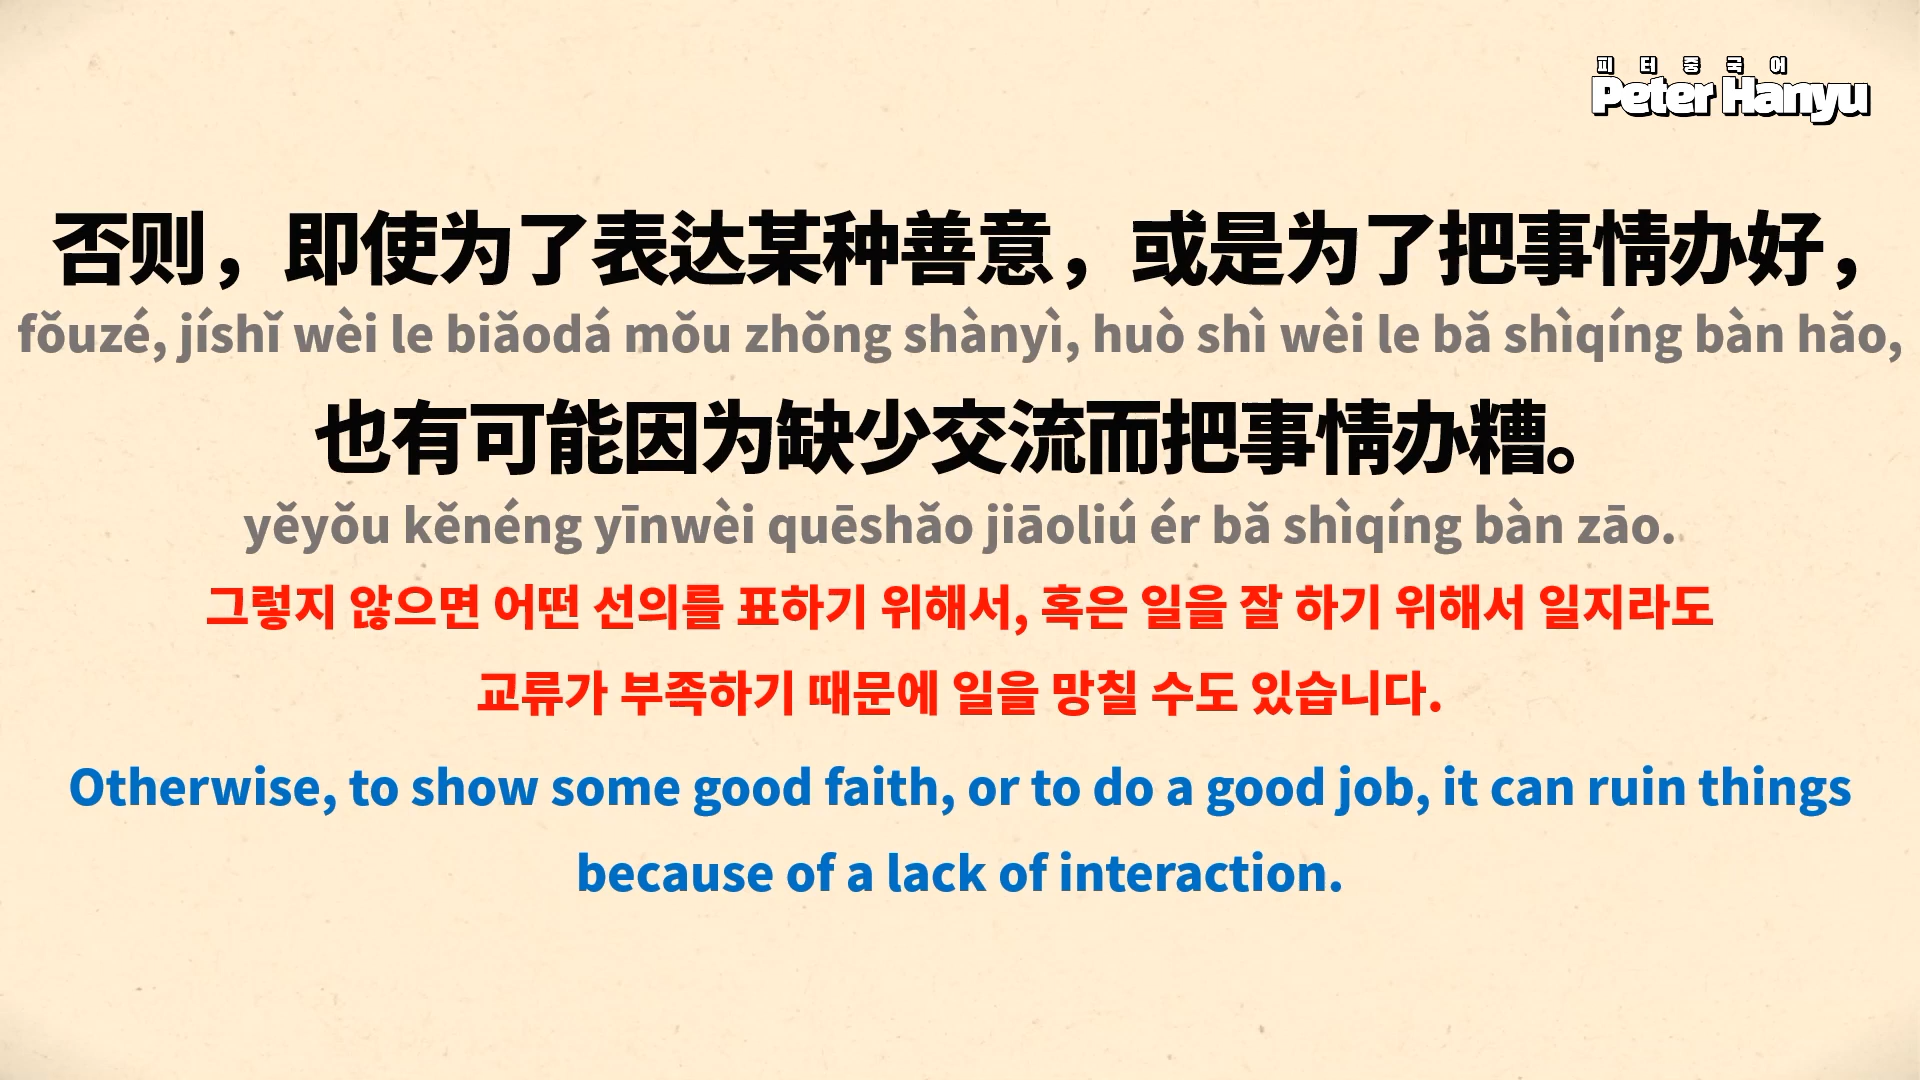 피터중국어
Peter Hanyu
否则，即使为了表达某种善意，或是为了把事情办好，
fǒuzé, jíshǐ wèi le biǎodá mǒu zhǒng shànyì, huò shì wèi le bǎ shìqíng bàn hǎo,
也有可能因为缺少交流而把事情办糟。
yěyǒu kěnéng yīnwèi quēshǎo jiāoliú ér bǎ shìqíng bàn zāo.
그렇지 않으면 어떤 선의를 표하기 위해서, 혹은 일을 잘 하기 위해서 일지라도
교류가 부족하기 때문에 일을 망칠 수도 있습니다.
Otherwise, to show some good faith, or to do a good job, it can ruin things
because of a lack of interaction.